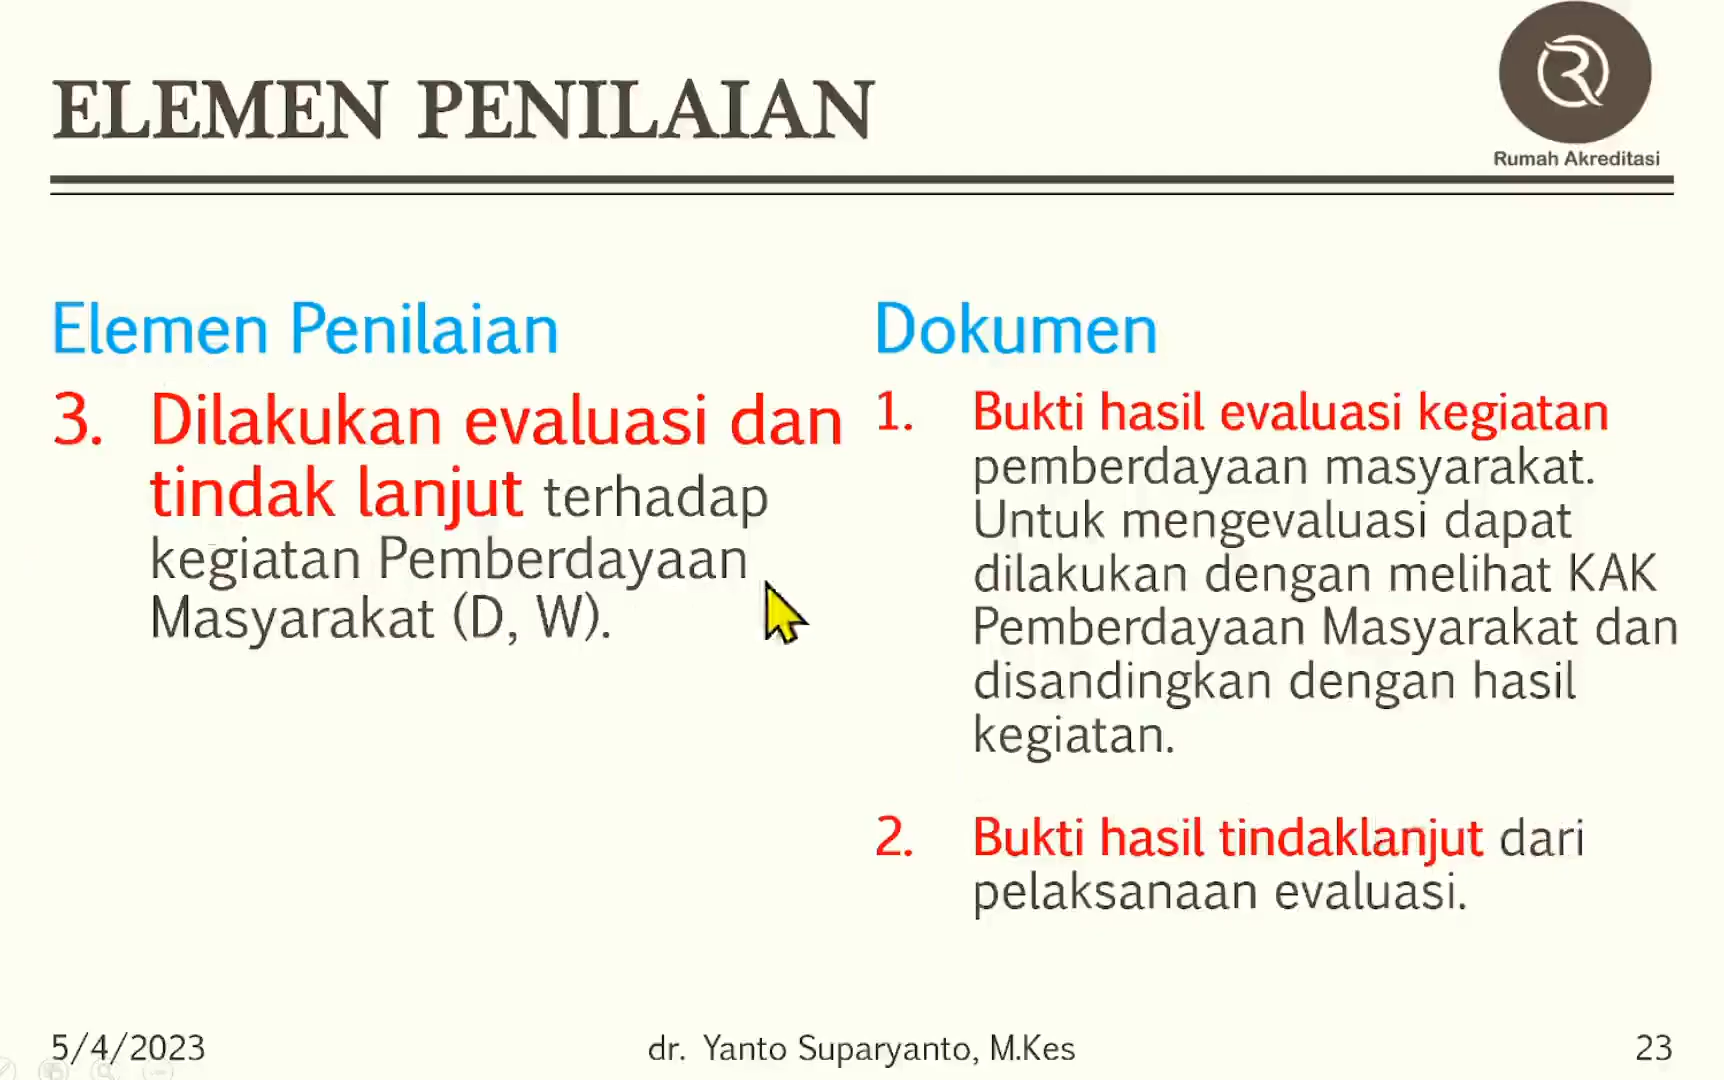 ELEMEN PENILAIAN
Rumah Akreditasi
Elemen Penilaian
3. Dilakukan evaluasi dan
tindak lanjut terhadap
kegiatan Pemberdayaan
Masyarakat (D, W).
Dokumen
1. Bukti hasil evaluasi kegiatan
pemberdayaan masyarakat.
Untuk mengevaluasi dapat
dilakukan dengan melihat KAK
Pemberdayaan Masyarakat dan
disandingkan dengan hasil
kegiatan.
2. Bukti hasil tindaklanjut dari
pelaksanaan evaluasi.
5/4/2023
dr. Yanto Suparyanto, M.Kes
23